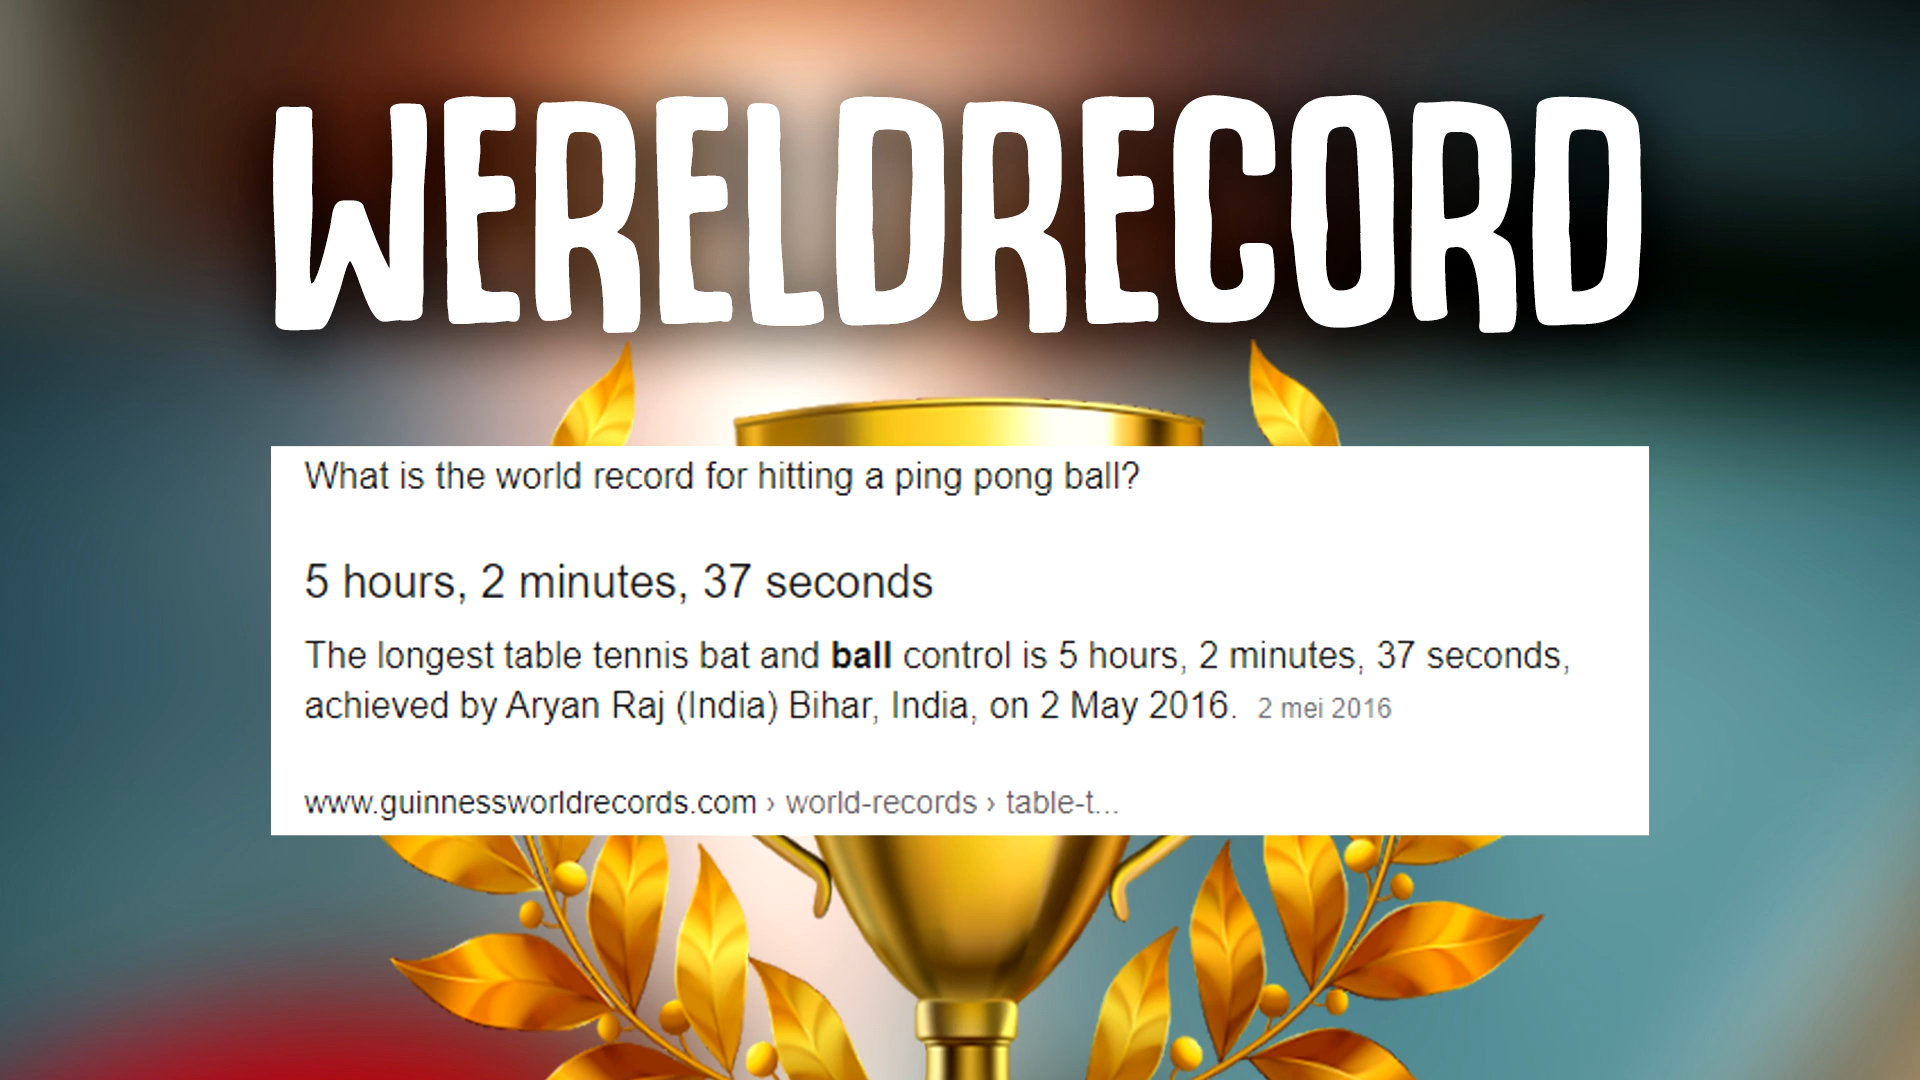 WERELDRECORD
What is the world record for hitting a ping pong ball?
5 hours, 2 minutes, 37 seconds
The longest table tennis bat and ball control is 5 hours, 2 minutes, 37 seconds,
achieved by Aryan Raj (India) Bihar, India, on 2 May 2016. 2 mei 2016
www.guinnessworldrecords.com › world-records › table-t...